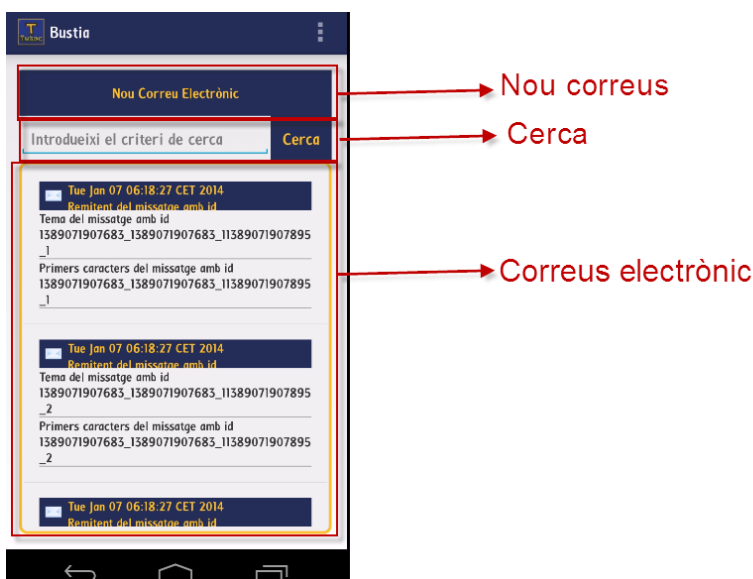 T
Bustia
Nou Correu Electrònic
Nou correus
Introdueixi el criteri de cerca
Cerca
Cerca
Tue Jan 07 06:18:27 CET 2014
Remitent del missatge amb id
Tema del missatge amb id
1389071907683_1389071907683_11389071907895
_1
Primers caracters del missatge amb id
1389071907683_1389071907683_11389071907895
_1
Correus electrònic
Tue Jan 07 06:18:27 CET 2014
Remitent del missatge amb id
Tema del missatge amb id
1389071907683_1389071907683_11389071907895
_2
Primers caracters del missatge amb id
1389071907683_1389071907683_11389071907895
_2
Tue Jan 07 06:18:27 CET 2014
Remitent del missatge amb id